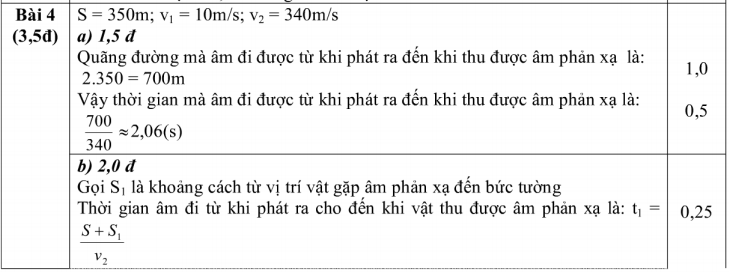 Bài 4
(3,5đ)
S = 350m; v₁ = 10m/s; v₂ = 340m/s
a) 1,5 đ
Quãng đường mà âm đi được từ khi phát ra đến khi thu được âm phản xạ là:
2.350 = 700m
1,0
Vậy thời gian mà âm đi được từ khi phát ra đến khi thu được âm phản xạ là:
0,5
700
≈ 2,06(s)
340
b) 2,0 đ
Gọi S₁ là khoảng cách từ vị trí vật gặp âm phản xạ đến bức tường
Thời gian âm đi từ khi phát ra cho đến khi vật thu được âm phản xạ là: t₁ =
0,25
S + S₁
v₂